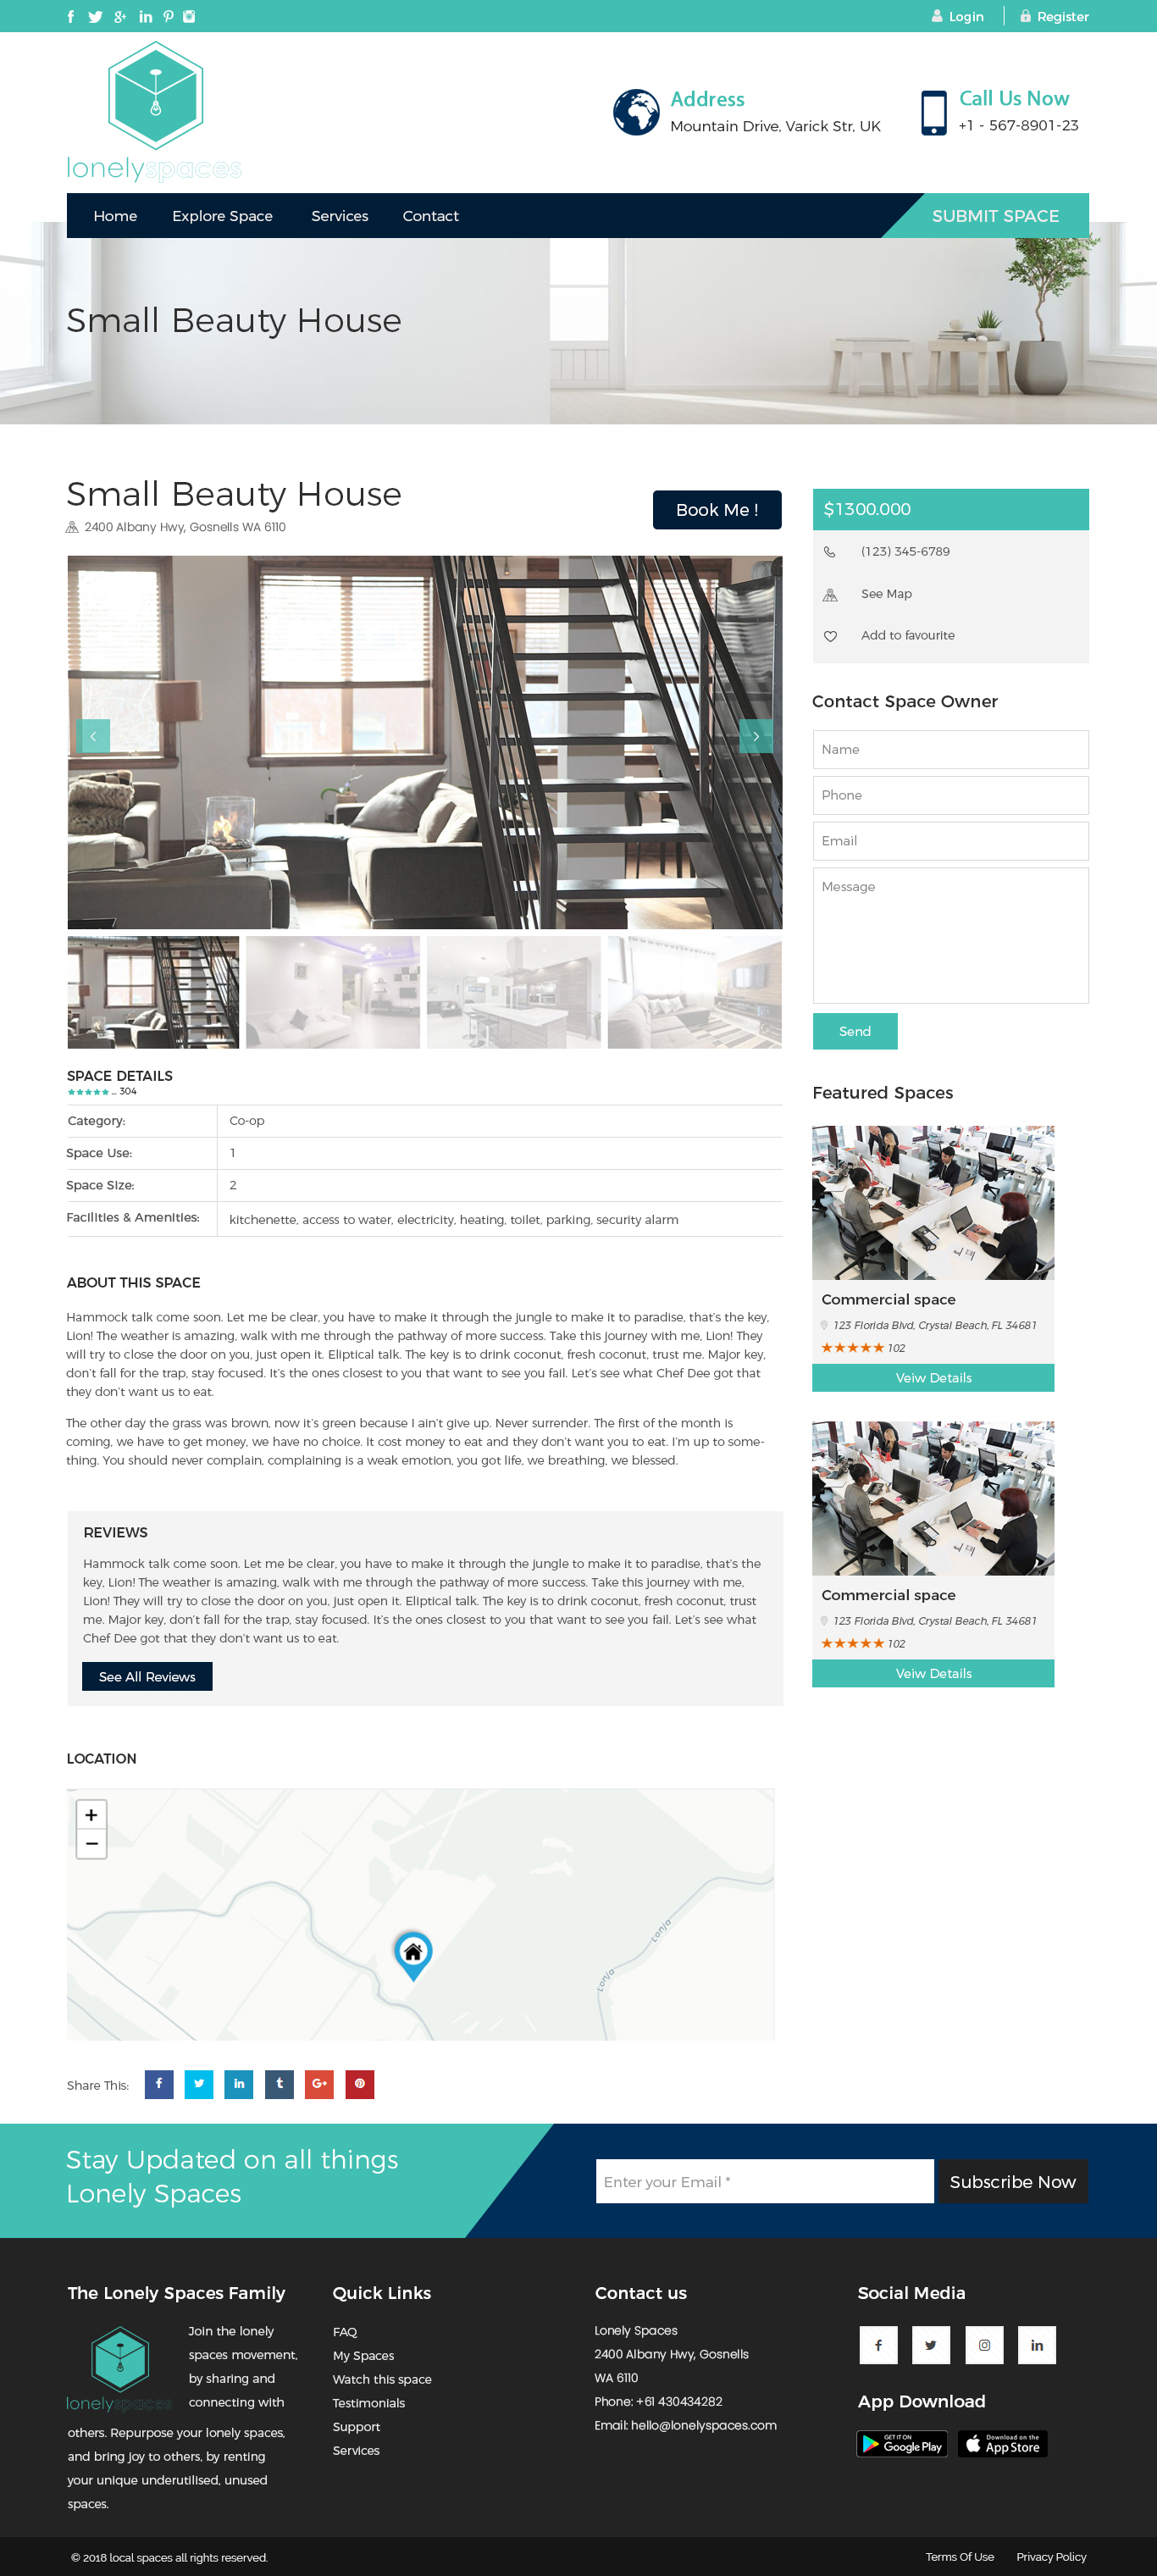 Login
Register
lonelyspaces
Address
Mountain Drive, Varick Str, UK
Call Us Now
+1 - 567-8901-23
Home
Explore Space
Services
Contact
SUBMIT SPACE
Small Beauty House
Small Beauty House
2400 Albany Hwy, Gosnells WA 6110
Book Me !
SPACE DETAILS
... 304
Category:
Co-op
Space Use:
1
Space Size:
2
Facilities & Amenities:
kitchenette, access to water, electricity, heating, toilet, parking, security alarm
ABOUT THIS SPACE
Hammock talk come soon. Let me be clear, you have to make it through the jungle to make it to paradise, that's the key,
Lion! The weather is amazing, walk with me through the pathway of more success. Take this journey with me, Lion! They
will try to close the door on you, just open it. Eliptical talk. The key is to drink coconut, fresh coconut, trust me. Major key,
don't fall for the trap, stay focused. It's the ones closest to you that want to see you fail. Let's see what Chef Dee got that
they don't want us to eat.
The other day the grass was brown, now it's green because I ain't give up. Never surrender. The first of the month is
coming, we have to get money, we have no choice. It cost money to eat and they don't want you to eat. I'm up to some-
thing. You should never complain, complaining is a weak emotion, you got life, we breathing, we blessed.
REVIEWS
Hammock talk come soon. Let me be clear, you have to make it through the jungle to make it to paradise, that's the
key, Lion! The weather is amazing, walk with me through the pathway of more success. Take this journey with me,
Lion! They will try to close the door on you, just open it. Eliptical talk. The key is to drink coconut, fresh coconut, trust
me. Major key, don't fall for the trap, stay focused. It's the ones closest to you that want to see you fail. Let's see what
Chef Dee got that they don't want us to eat.
See All Reviews
LOCATION
+
−
Lonja
Lonja
Share This:
$1300.000
(123) 345-6789
See Map
Add to favourite
Contact Space Owner
Name
Phone
Email
Message
Send
Featured Spaces
Commercial space
123 Florida Blvd, Crystal Beach, FL 34681
102
Veiw Details
Commercial space
123 Florida Blvd, Crystal Beach, FL 34681
102
Veiw Details
Stay Updated on all things
Lonely Spaces
Enter your Email *
Subscribe Now
The Lonely Spaces Family
lonelyspaces
Join the lonely
spaces movement,
by sharing and
connecting with
others. Repurpose your lonely spaces,
and bring joy to others, by renting
your unique underutilised, unused
spaces.
Quick Links
FAQ
My Spaces
Watch this space
Testimonials
Support
Services
Contact us
Lonely Spaces
2400 Albany Hwy, Gosnells
WA 6110
Phone: +61 430434282
Email: hello@lonelyspaces.com
Social Media
App Download
GET IT ON
Google Play
Download on the
App Store
© 2018 local spaces all rights reserved.
Terms Of Use
Privacy Policy